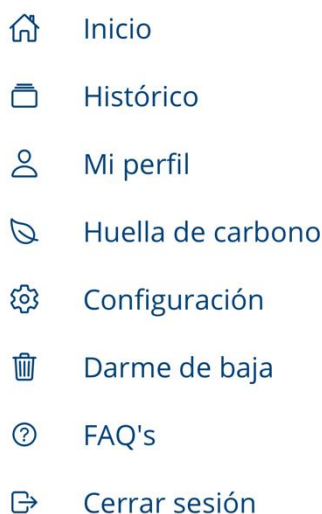 Inicio
Histórico
Mi perfil
Huella de carbono
Configuración
Darme de baja
FAQ's
Cerrar sesión